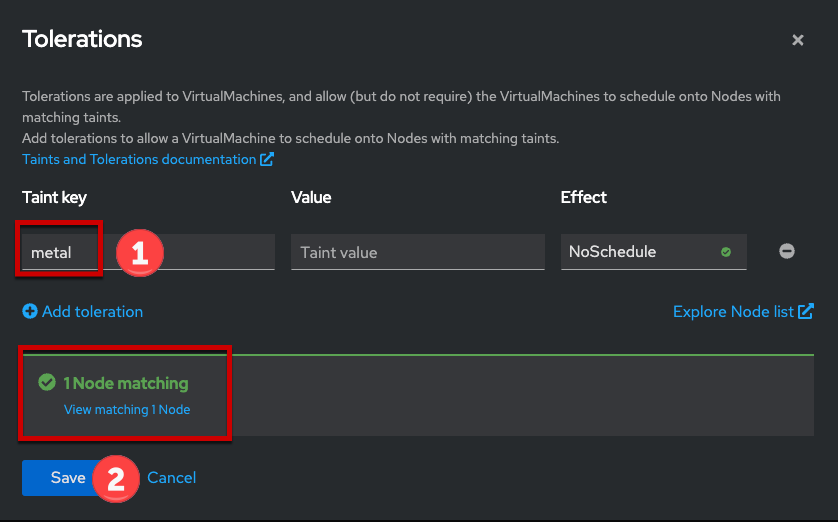 Tolerations
Tolerations are applied to VirtualMachines, and allow (but do not require) the VirtualMachines to schedule onto Nodes with
matching taints.
Add tolerations to allow a VirtualMachine to schedule onto Nodes with matching taints.
Taints and Tolerations documentation
Taint key Value Effect
metal 1 Taint value NoSchedule
Add toleration Explore Node list
1 Node matching
View matching 1 Node
Save 2 Cancel